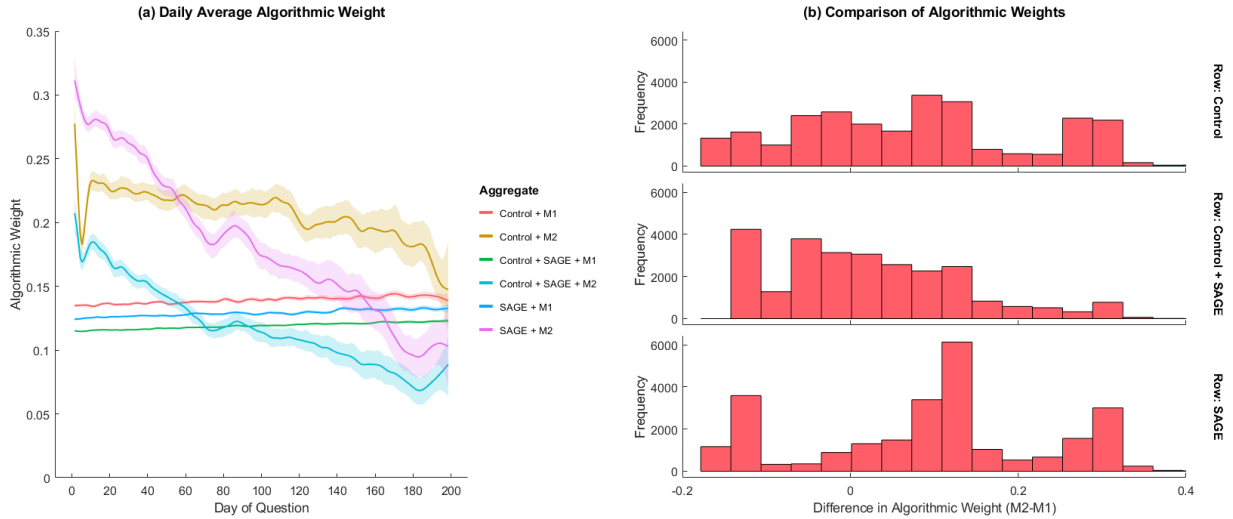 (a) Daily Average Algorithmic Weight
0.35
0.3
0.25
0.2
0.15
0.1
0.05
0
Algorithmic Weight
0 20 40 60 80 100 120 140 160 180 200
Day of Question
Aggregate
Control + M1
Control + M2
Control + SAGE + M1
Control + SAGE + M2
SAGE + M1
SAGE + M2
(b) Comparison of Algorithmic Weights
6000
4000
2000
0
Frequency
Row: Control
6000
4000
2000
0
Frequency
Row: Control + SAGE
6000
4000
2000
0
Frequency
Row: SAGE
-0.2 0 0.2 0.4
Difference in Algorithmic Weight (M2-M1)